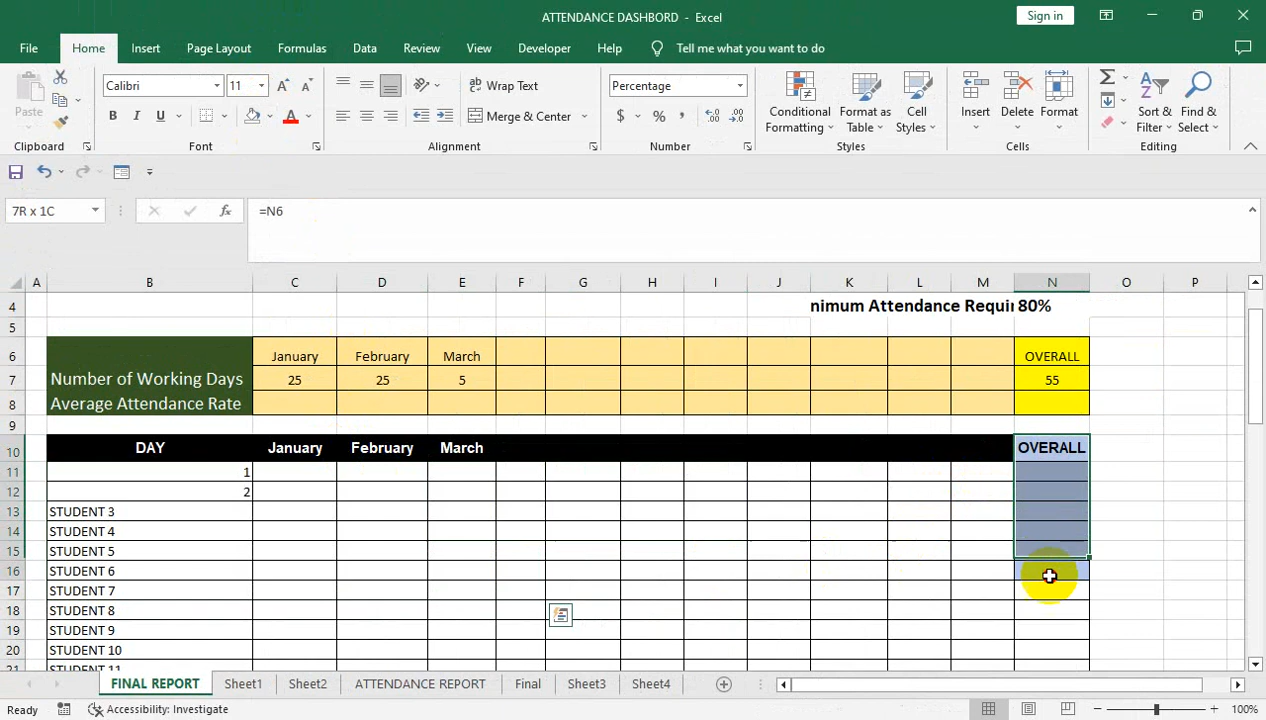 ATTENDANCE DASHBORD - Excel
Sign in
File Home Insert Page Layout Formulas Data Review View Developer Help Tell me what you want to do
Paste
Calibri 11
Wrap Text
Merge & Center
Percentage
Conditional Formatting
Format as Table
Cell Styles
Insert
Delete
Format
Sort & Filter
Find & Select
Clipboard Font Alignment Number Styles Cells Editing
7R x 1C
fx
=N6
A B C D E F G H I J K L M N O P
4 nimum Attendance Requir 80%
5
6 January February March OVERALL
7 Number of Working Days 25 25 5 55
8 Average Attendance Rate
9
10 DAY January February March OVERALL
11 1
12 2
13 STUDENT 3
14 STUDENT 4
15 STUDENT 5
16 STUDENT 6
17 STUDENT 7
18 STUDENT 8
19 STUDENT 9
20 STUDENT 10
21 STUDENT 11
FINAL REPORT Sheet1 Sheet2 ATTENDANCE REPORT Final Sheet3 Sheet4
Ready Accessibility: Investigate 100%